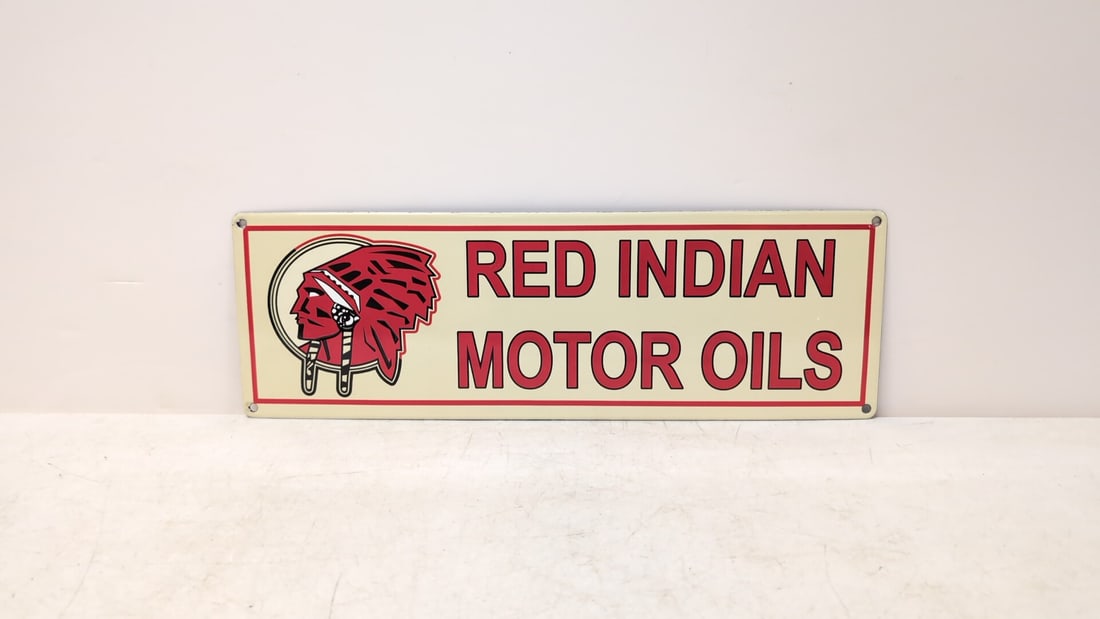 RED INDIAN
MOTOR OILS